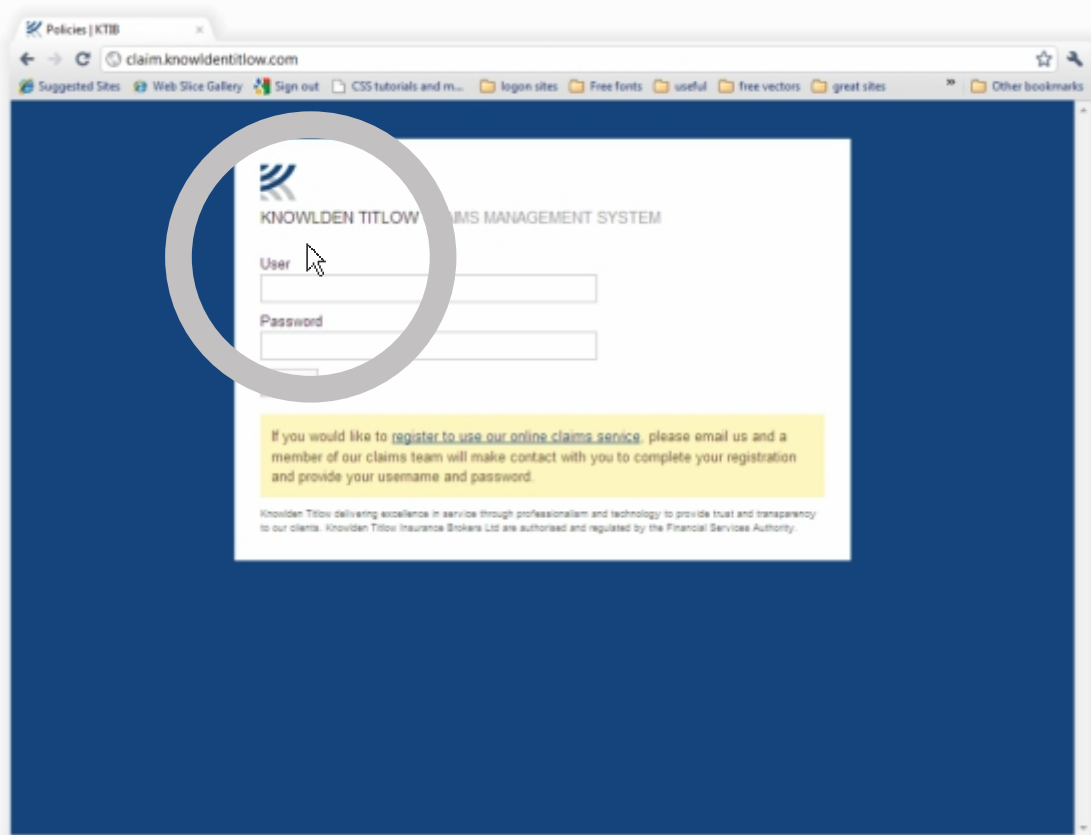 Policies | KTIB
claim.knowldentitlow.com
Suggested Sites Web Slice Gallery Sign out CSS tutorials and m... logon sites Free fonts useful free vectors great sites » Other bookmarks
KNOWLDEN TITLOW AIMS MANAGEMENT SYSTEM
User
Password
If you would like to register to use our online claims service, please email us and a
member of our claims team will make contact with you to complete your registration
and provide your username and password.
Knowlden Titlow delivering excellence in service through professionalism and technology to provide trust and transparency
to our clients. Knowlden Titlow Insurance Brokers Ltd are authorised and regulated by the Financial Services Authority.